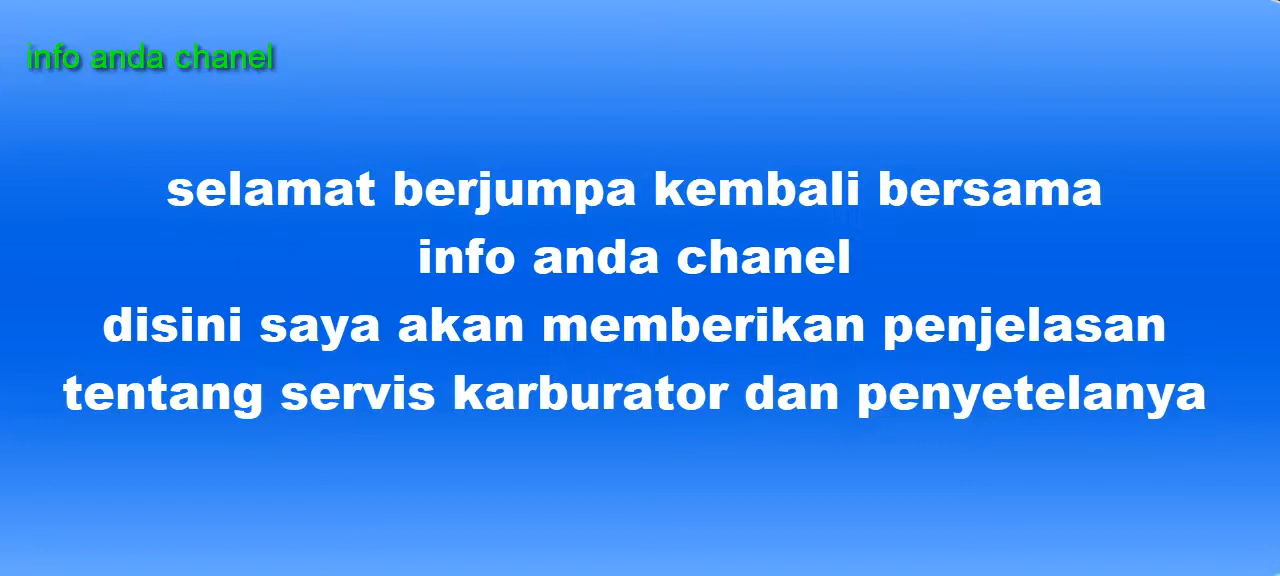 info anda chanel
selamat berjumpa kembali bersama
info anda chanel
disini saya akan memberikan penjelasan
tentang servis karburator dan penyetelanya